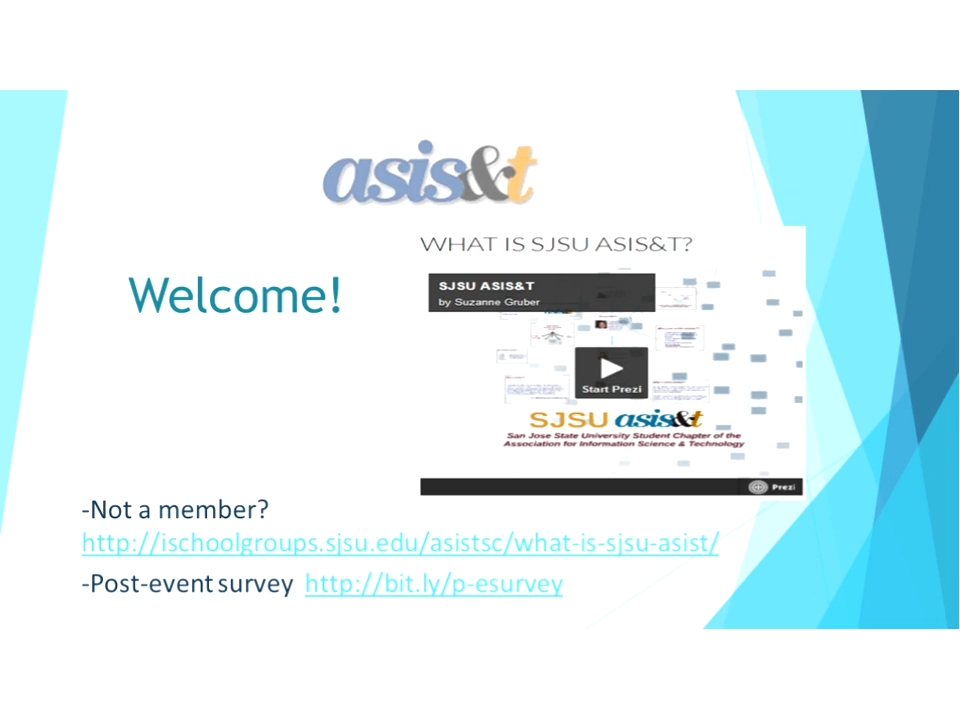 asis&t
WHAT IS SJSU ASIS&T?
SJSU ASIS&T
by Suzanne Gruber
Welcome!
Start Prezi
SJSU asis&t
San Jose State University Student Chapter of the
Association for Information Science & Technology
Prezi
-Not a member?
http://ischoolgroups.sjsu.edu/asistsc/what-is-sjsu-asist/
-Post-event survey http://bit.ly/p-esurvey